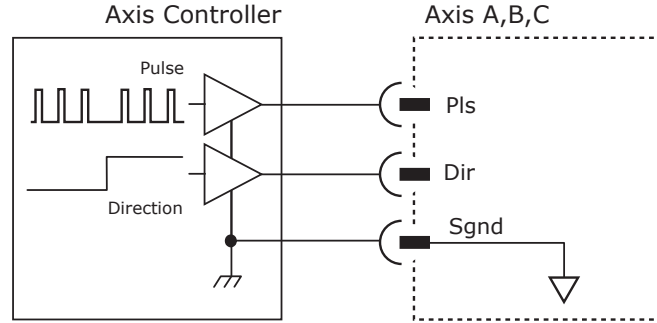 Axis Controller
Axis A,B,C
Pulse
Pls
Dir
Direction
Sgnd